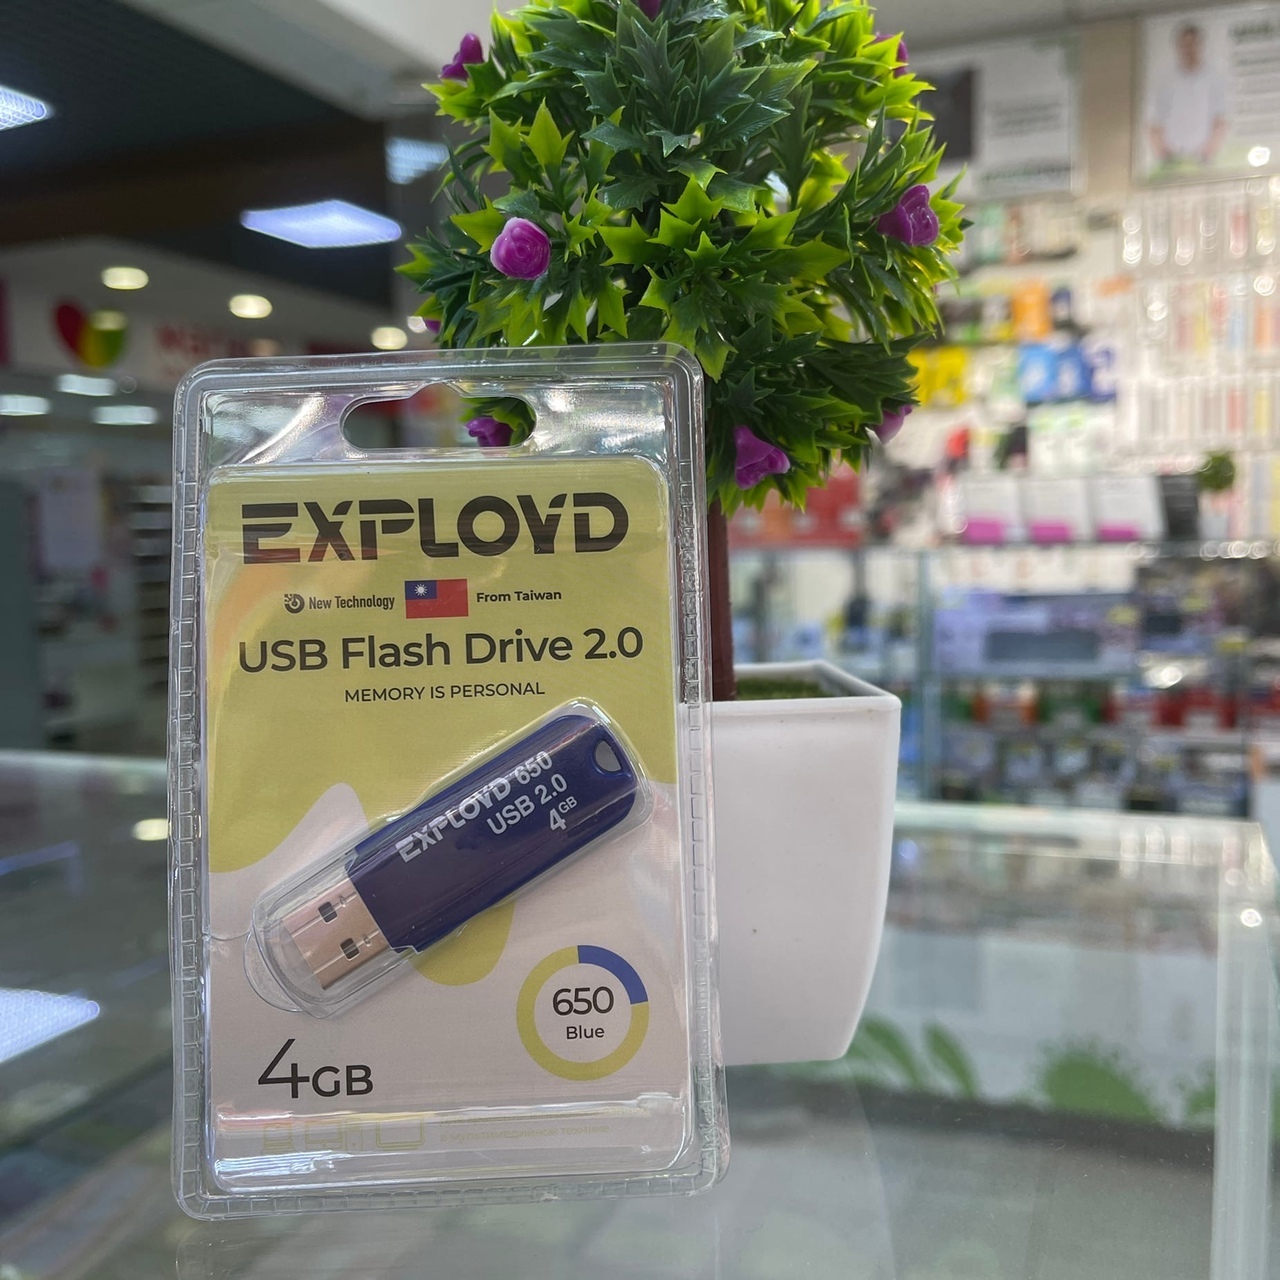 EXPLOYD
New Technology From Taiwan
USB Flash Drive 2.0
MEMORY IS PERSONAL
EXPLOYD 650
USB 2.0
4GB
650
Blue
4GB